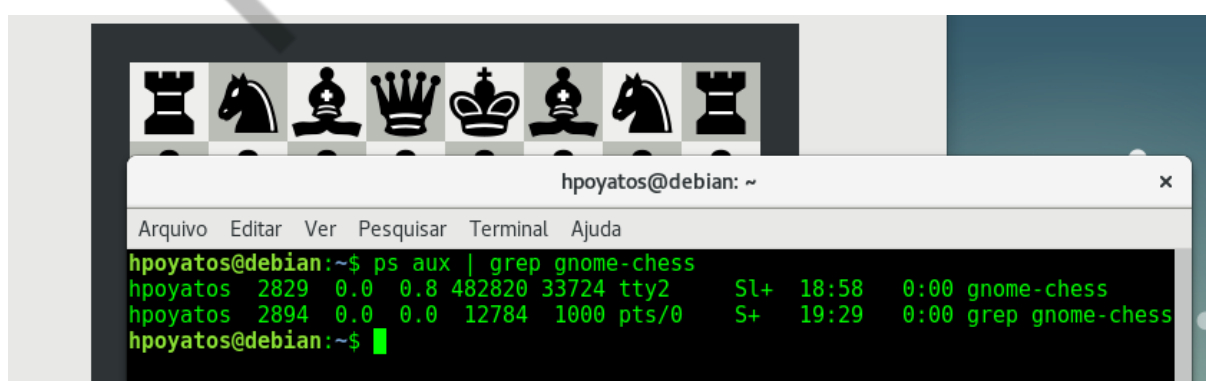 hpoyatos@debian: ~ ×
Arquivo Editar Ver Pesquisar Terminal Ajuda
hpoyatos@debian:~$ ps aux | grep gnome-chess
hpoyatos  2829  0.0  0.8 482820 33724 tty2     Sl+  18:58   0:00 gnome-chess
hpoyatos  2894  0.0  0.0  12784  1000 pts/0    S+   19:29   0:00 grep gnome-chess
hpoyatos@debian:~$